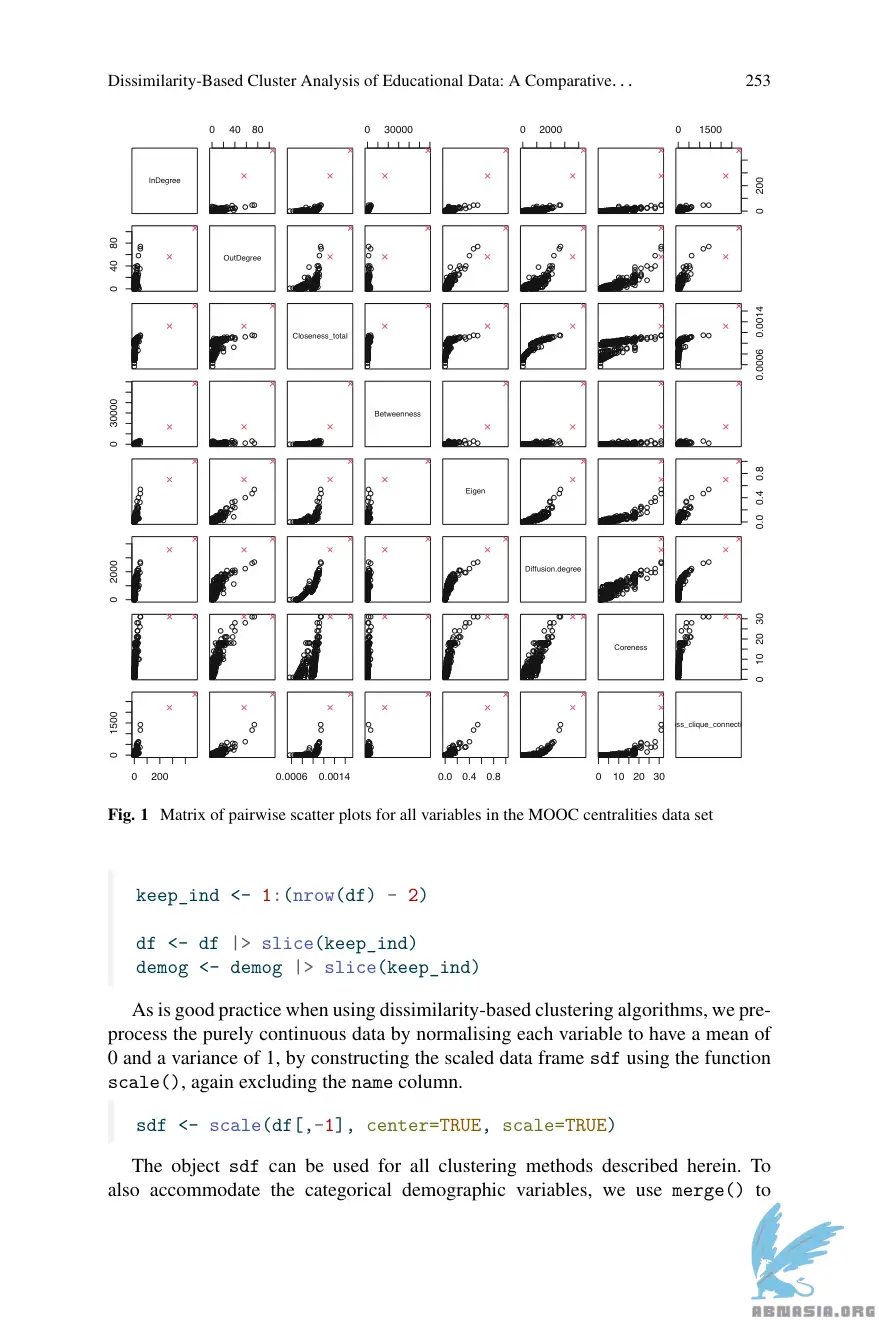 Dissimilarity-Based Cluster Analysis of Educational Data: A Comparative... 253
0 40 80 0 30000 0 2000 0 1500
InDegree
0 200
OutDegree
0 40 80
Closeness_total
0.0006 0.0014
Betweenness
0 30000
Eigen
0.0 0.4 0.8
Diffusion.degree
0 2000
Coreness
0 10 20 30
ss_clique_connecti
0 1500
0 200 0.0006 0.0014 0.0 0.4 0.8 0 10 20 30
Fig. 1 Matrix of pairwise scatter plots for all variables in the MOOC centralities data set
keep_ind <- 1:(nrow(df) - 2)
df <- df |> slice(keep_ind)
demog <- demog |> slice(keep_ind)
As is good practice when using dissimilarity-based clustering algorithms, we pre-
process the purely continuous data by normalising each variable to have a mean of
0 and a variance of 1, by constructing the scaled data frame sdf using the function
scale(), again excluding the name column.
sdf <- scale(df[,-1], center=TRUE, scale=TRUE)
The object sdf can be used for all clustering methods described herein. To
also accommodate the categorical demographic variables, we use merge() to
ABNASIA.ORG